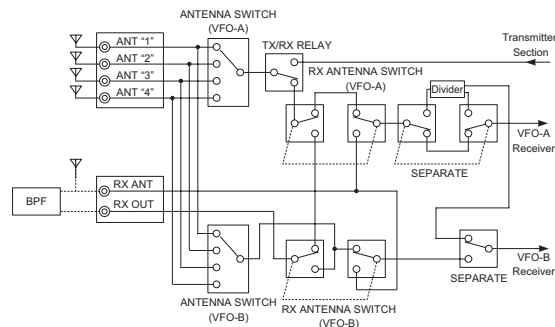 ANTENNA SWITCH
(VFO-A)
ANT “1”
ANT “2”
ANT “3”
ANT “4”
TX/RX RELAY
Transmitter
Section
RX ANTENNA SWITCH
(VFO-A)
Divider
VFO-A
Receiver
SEPARATE
RX ANT
RX OUT
BPF
ANTENNA SWITCH
(VFO-B)
RX ANTENNA SWITCH
(VFO-B)
SEPARATE
VFO-B
Receiver